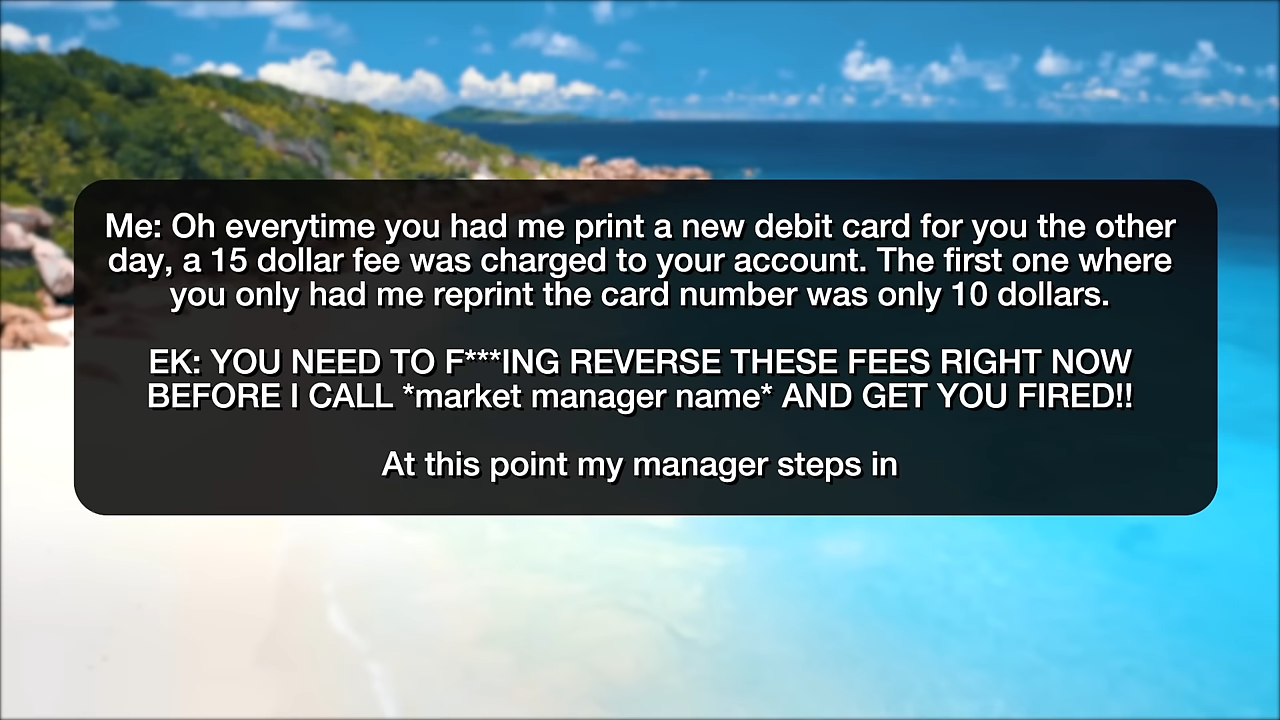 Me: Oh everytime you had me print a new debit card for you the other
day, a 15 dollar fee was charged to your account. The first one where
you only had me reprint the card number was only 10 dollars.
EK: YOU NEED TO F***ING REVERSE THESE FEES RIGHT NOW
BEFORE I CALL *market manager name* AND GET YOU FIRED!!
At this point my manager steps in